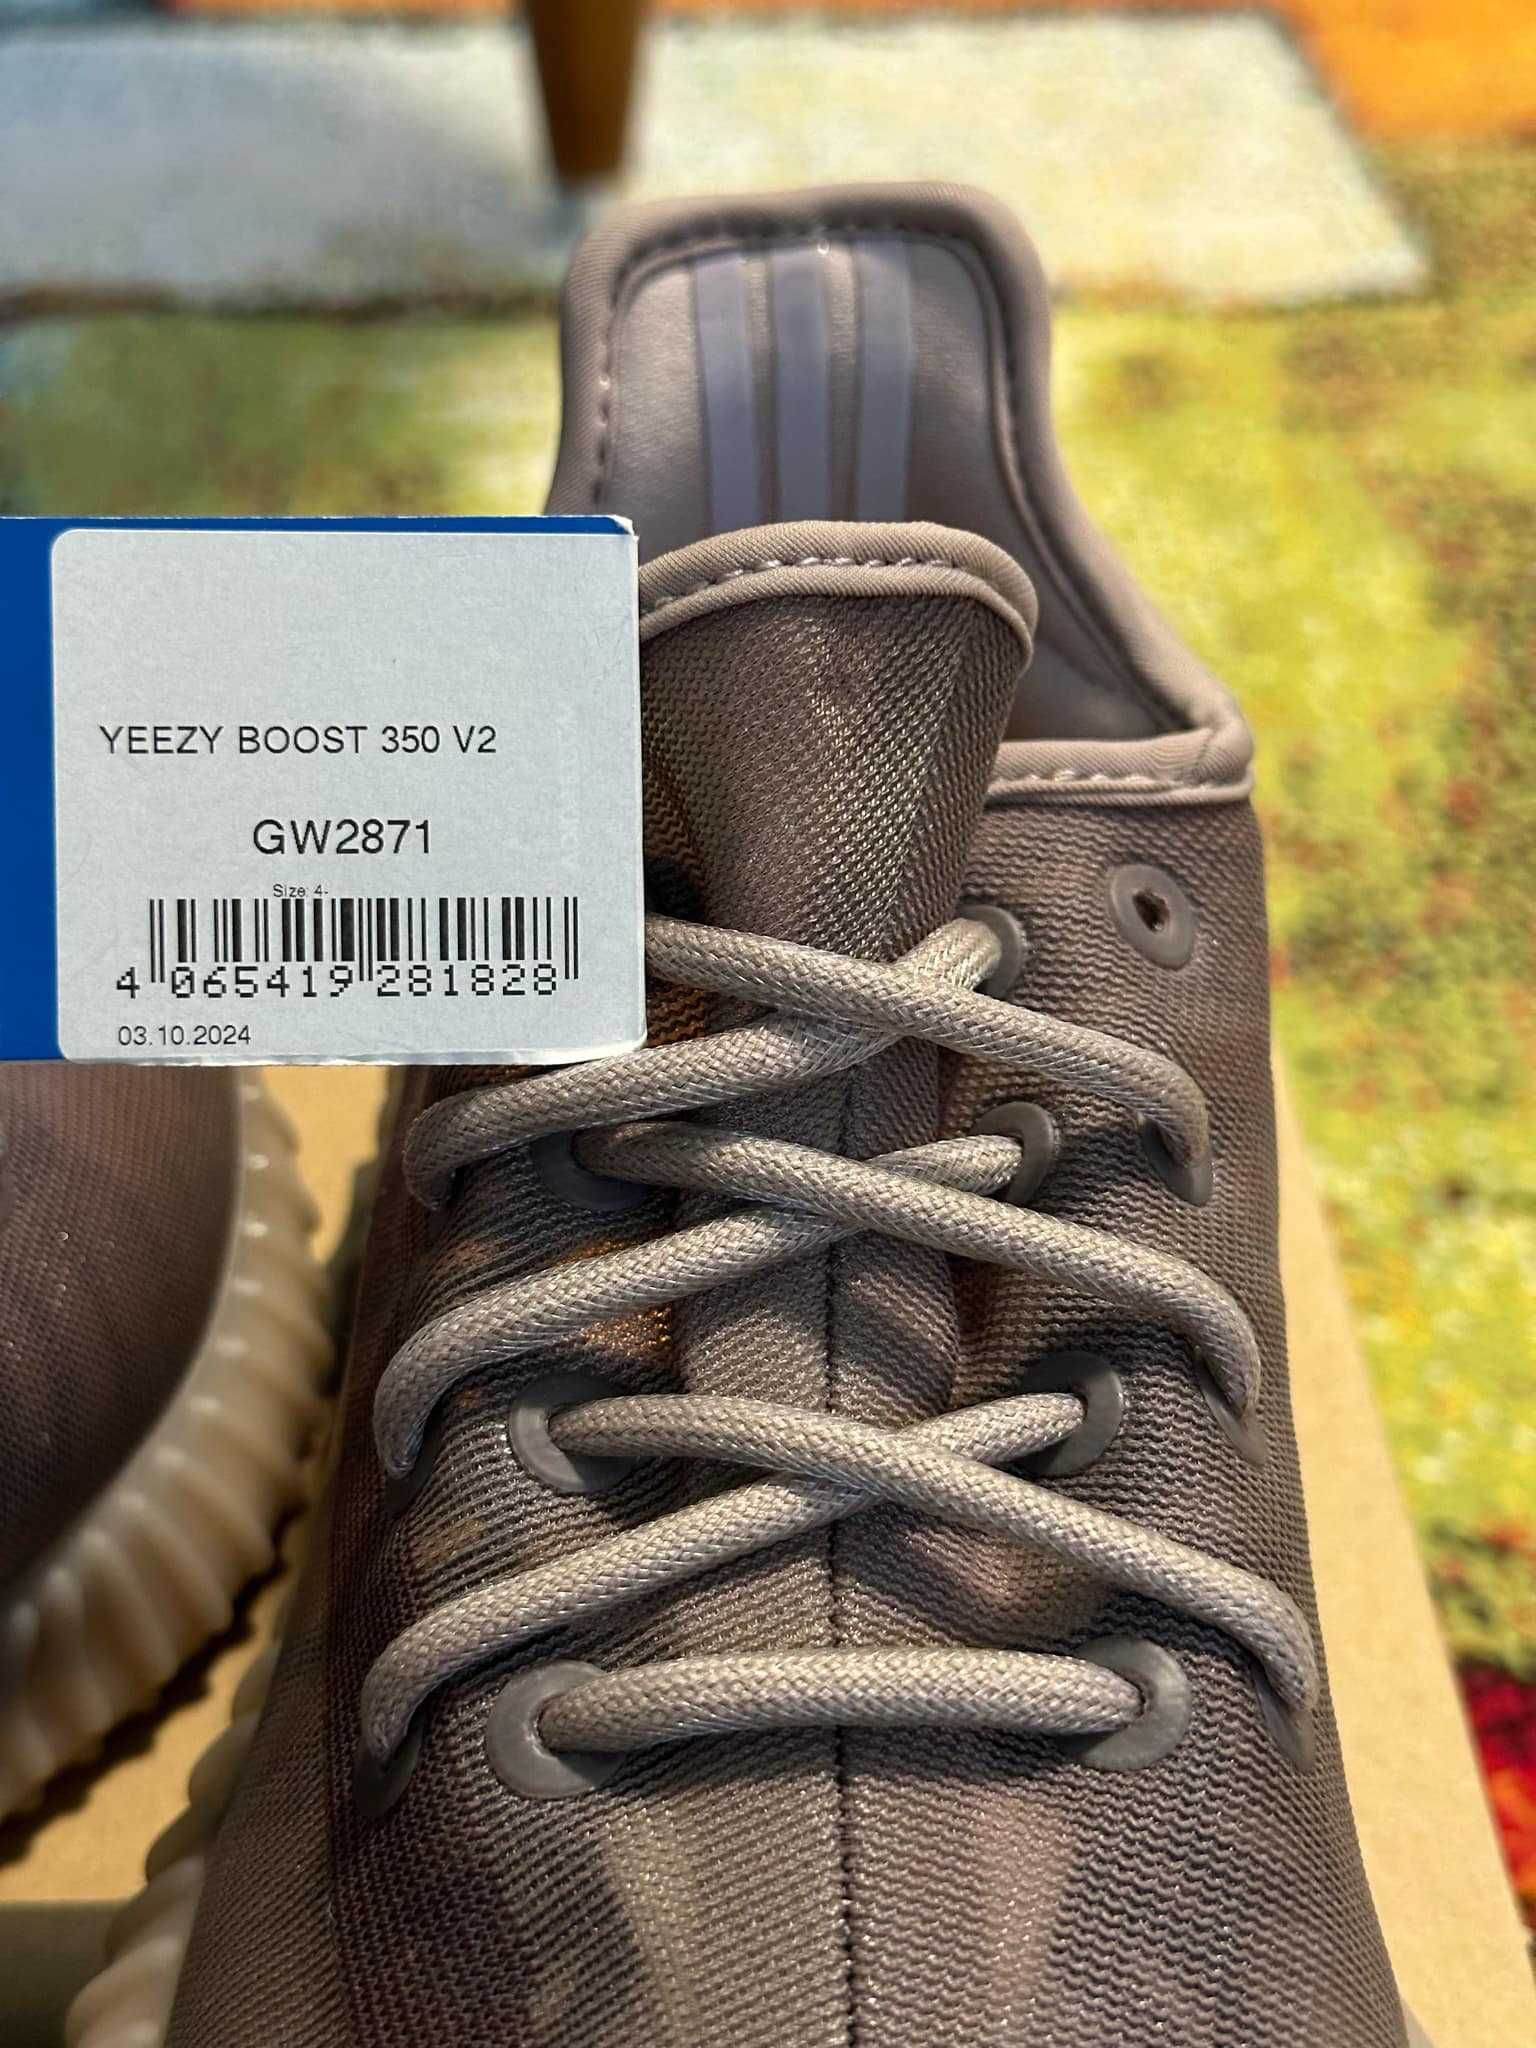 YEEZY BOOST 350 V2
GW2871
Size: 4-
4 065419 281828
03.10.2024